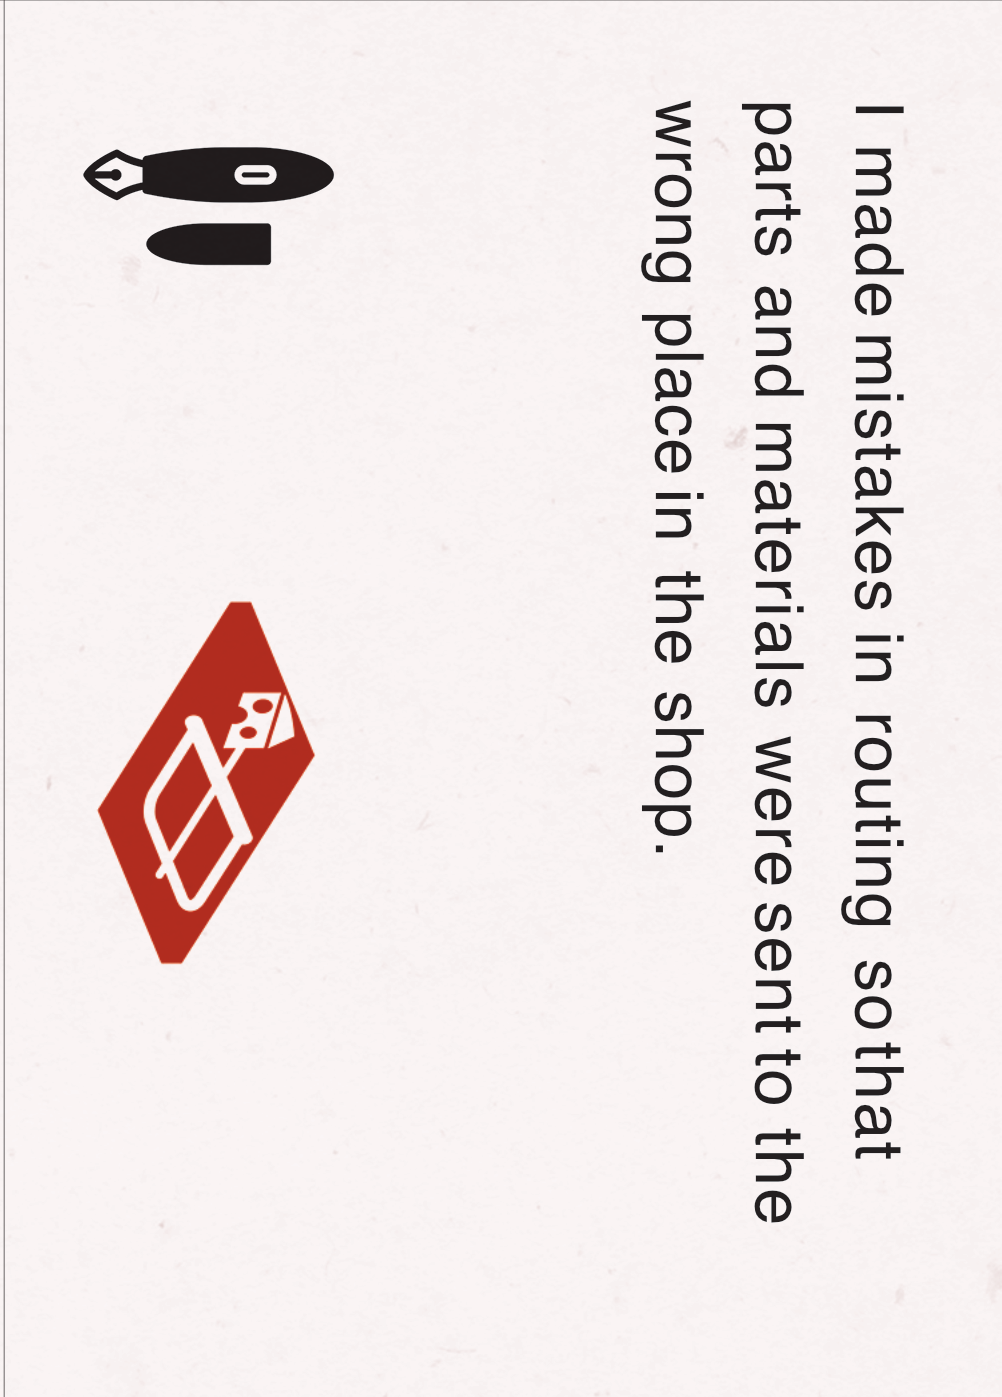 I made mistakes in routing so that
parts and materials were sent to the
wrong place in the shop.